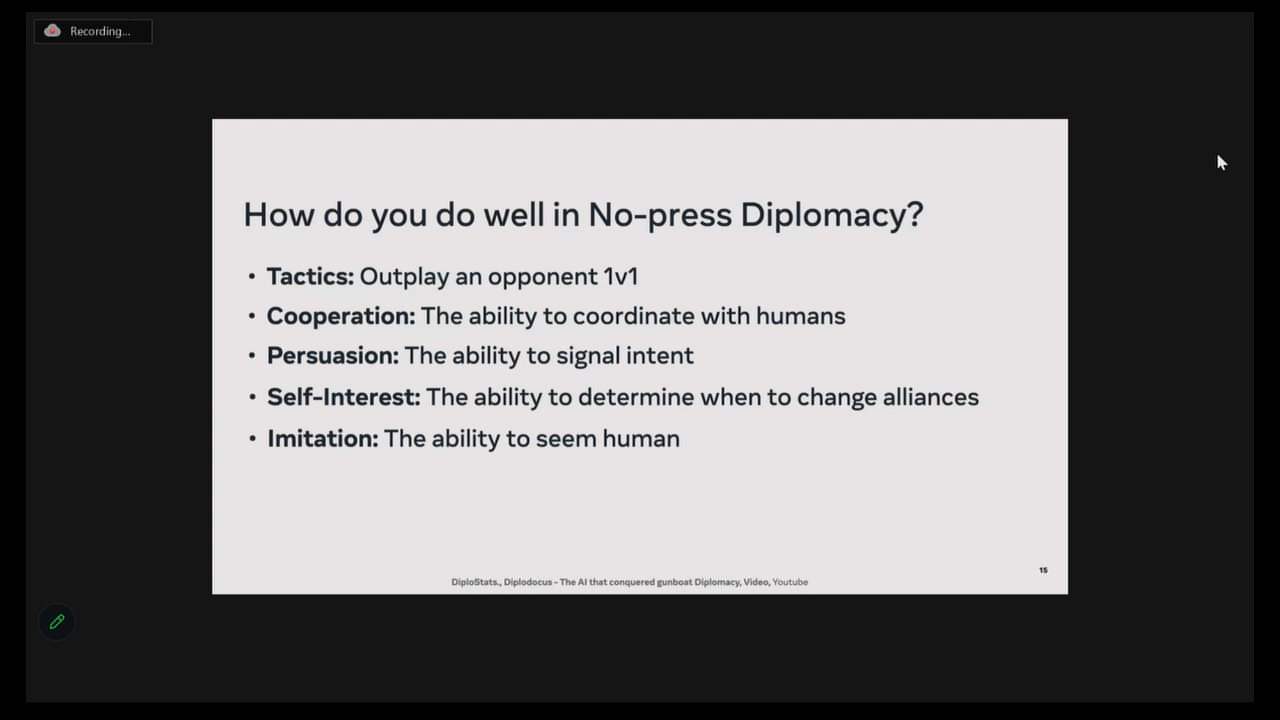 Recording...
How do you do well in No-press Diplomacy?
• Tactics: Outplay an opponent 1v1
• Cooperation: The ability to coordinate with humans
• Persuasion: The ability to signal intent
• Self-Interest: The ability to determine when to change alliances
• Imitation: The ability to seem human
15
DiploStats., Diplodocus - The AI that conquered gunboat Diplomacy, Video, Youtube